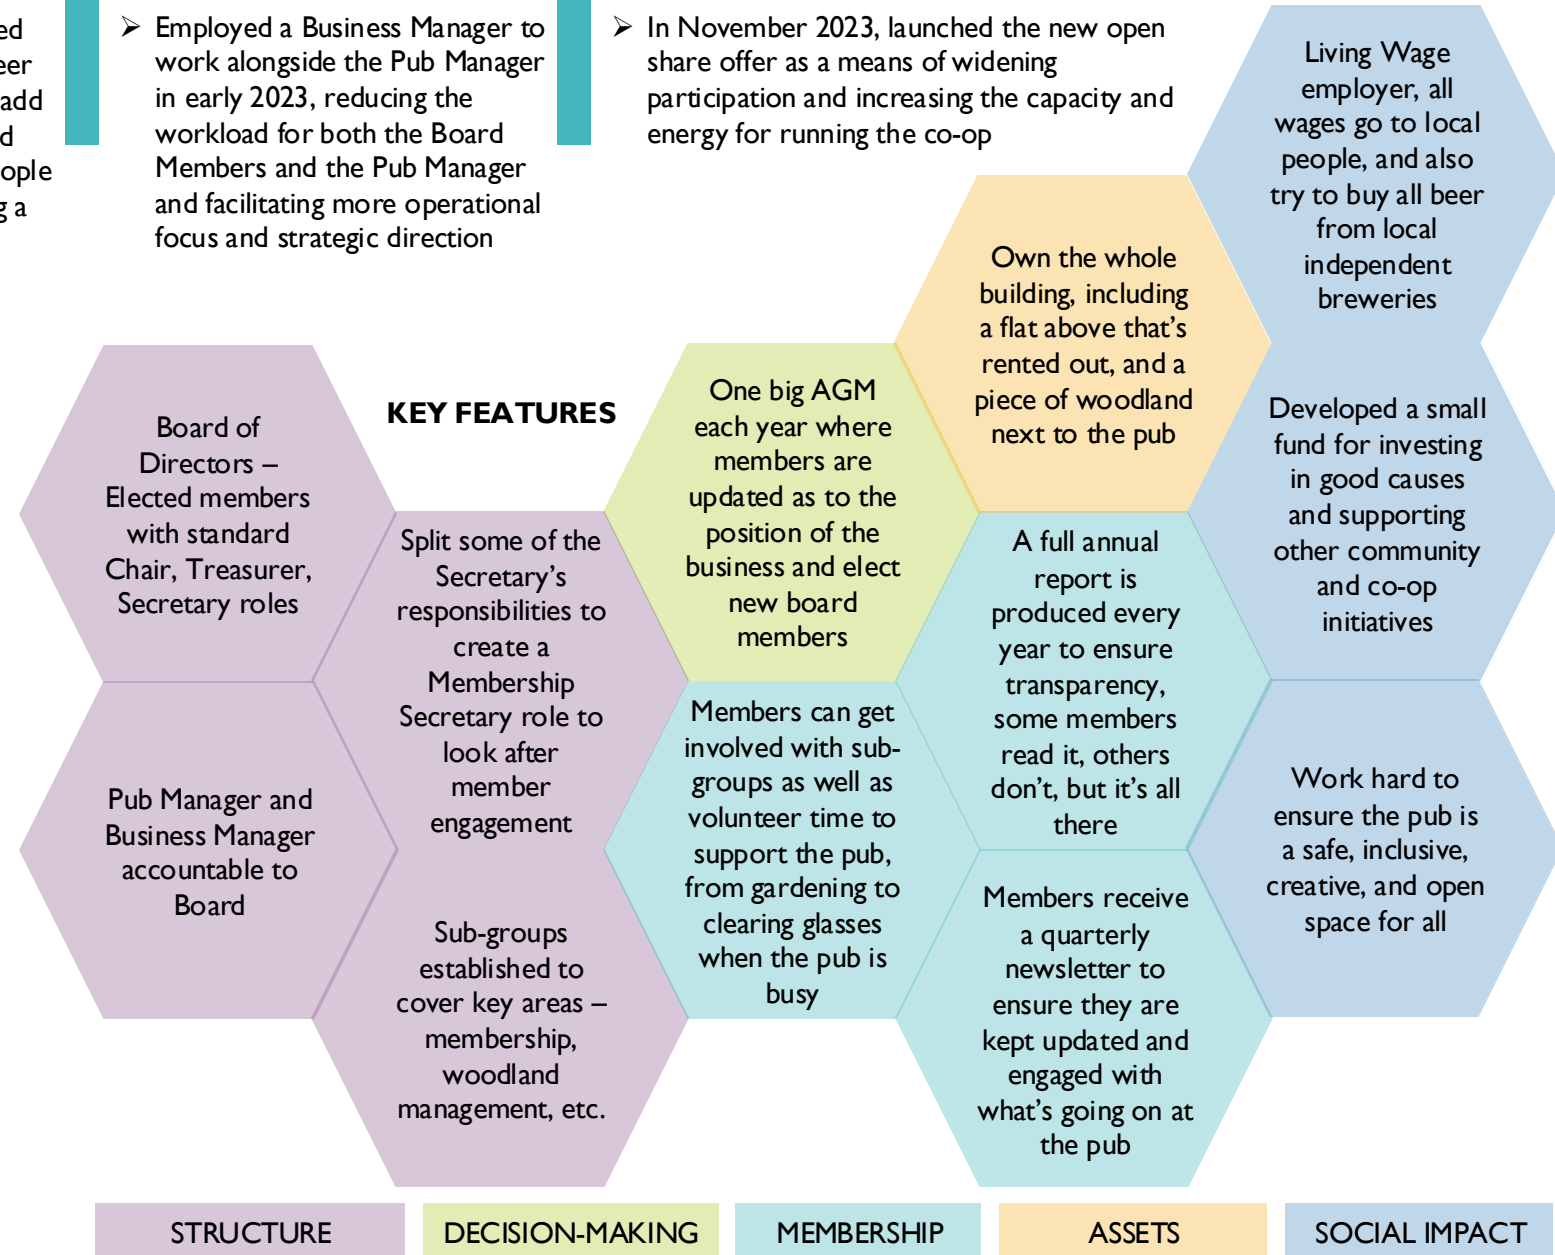 ed
eer
add
d
ople
g a
➢ Employed a Business Manager to
work alongside the Pub Manager
in early 2023, reducing the
workload for both the Board
Members and the Pub Manager
and facilitating more operational
focus and strategic direction
➢ In November 2023, launched the new open
share offer as a means of widening
participation and increasing the capacity and
energy for running the co-op
KEY FEATURES
Board of
Directors –
Elected members
with standard
Chair, Treasurer,
Secretary roles
Pub Manager and
Business Manager
accountable to
Board
Split some of the
Secretary's
responsibilities to
create a
Membership
Secretary role to
look after
member
engagement
Sub-groups
established to
cover key areas –
membership,
woodland
management, etc.
One big AGM
each year where
members are
updated as to the
position of the
business and elect
new board
members
Members can get
involved with sub-
groups as well as
volunteer time to
support the pub,
from gardening to
clearing glasses
when the pub is
busy
Own the whole
building, including
a flat above that's
rented out, and a
piece of woodland
next to the pub
A full annual
report is
produced every
year to ensure
transparency,
some members
read it, others
don't, but it's all
there
Members receive
a quarterly
newsletter to
ensure they are
kept updated and
engaged with
what's going on at
the pub
Living Wage
employer, all
wages go to local
people, and also
try to buy all beer
from local
independent
breweries
Developed a small
fund for investing
in good causes
and supporting
other community
and co-op
initiatives
Work hard to
ensure the pub is
a safe, inclusive,
creative, and open
space for all
STRUCTURE
DECISION-MAKING
MEMBERSHIP
ASSETS
SOCIAL IMPACT